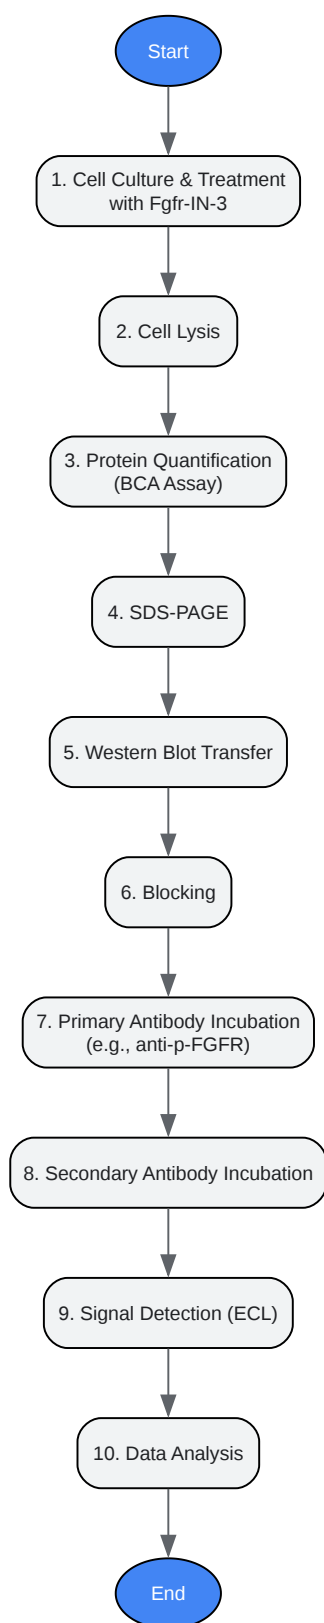 Start
1. Cell Culture & Treatment
with Fgfr-IN-3
2. Cell Lysis
3. Protein Quantification
(BCA Assay)
4. SDS-PAGE
5. Western Blot Transfer
6. Blocking
7. Primary Antibody Incubation
(e.g., anti-p-FGFR)
8. Secondary Antibody Incubation
9. Signal Detection (ECL)
10. Data Analysis
End